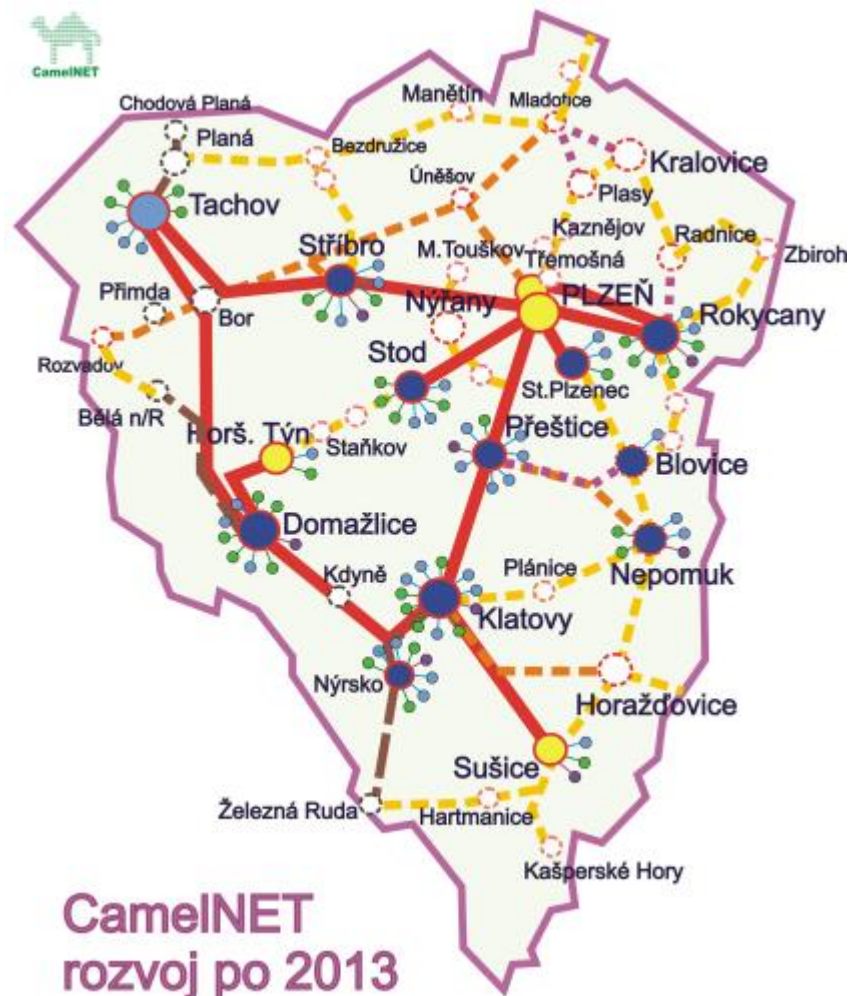 CamelNET
Chodová Planá
Planá
Manětín
Mladotice
Bezdružice
Kralovice
Úněšov
Plasy
Tachov
Kaznějov
Radnice
Stříbro
M.Touškov
Třemošná
Zbiroh
Přimda
Bor
Nýřany
PLZEŇ
Rokycany
Rozvadov
Stod
St.Plzenec
Bělá n/R
Horš. Týn
Staňkov
Přeštice
Blovice
Domažlice
Kdyně
Plánice
Nepomuk
Klatovy
Nýrsko
Horažďovice
Sušice
Železná Ruda
Hartmanice
Kašperské Hory
CamelNET
rozvoj po 2013